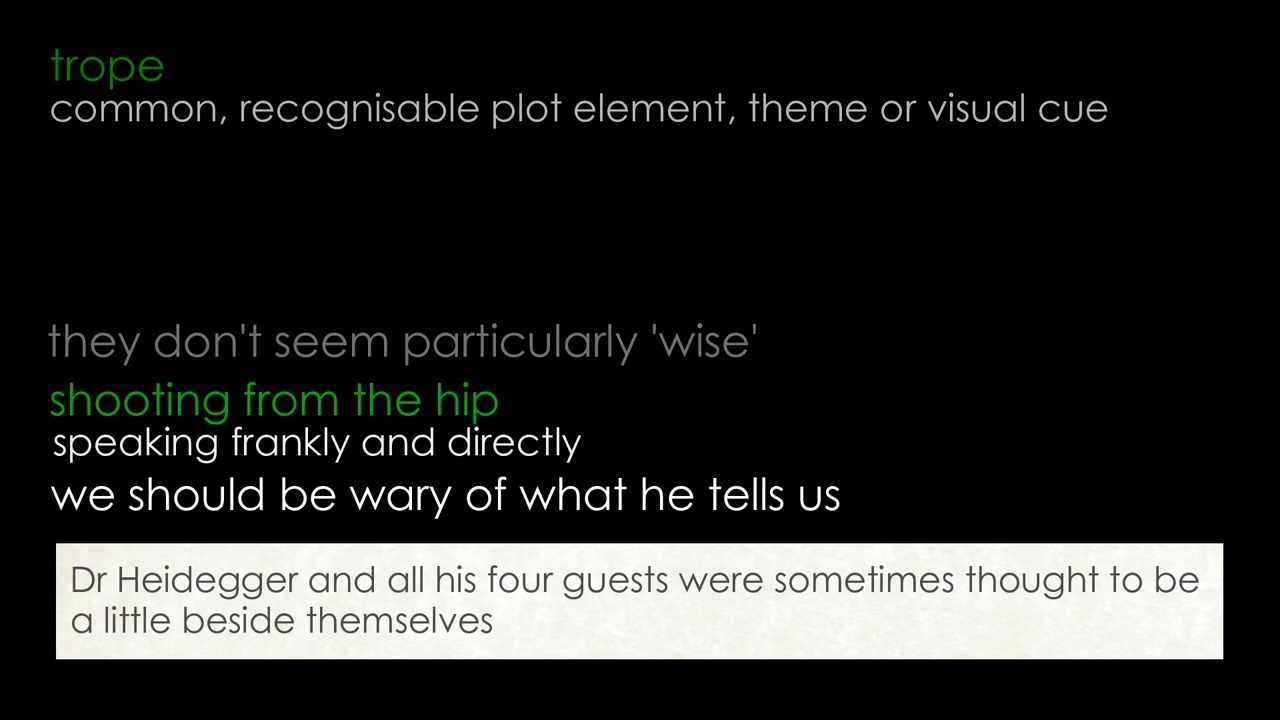 trope
common, recognisable plot element, theme or visual cue
they don't seem particularly 'wise'
shooting from the hip
speaking frankly and directly
we should be wary of what he tells us
Dr Heidegger and all his four guests were sometimes thought to be
a little beside themselves